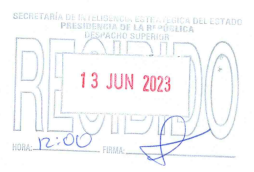 SECRETARÍA DE INTELIGENCIA ESTRATÉGICA DEL ESTADO
PRESIDENCIA DE LA REPÚBLICA
DESPACHO SUPERIOR
RECIBIDO
13 JUN 2023
HORA: 12:00 FIRMA: